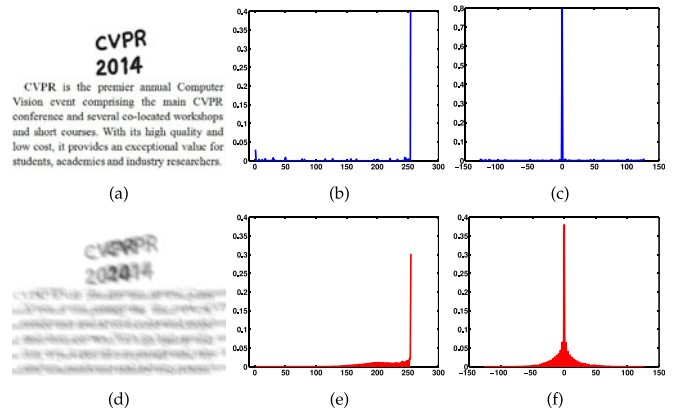 CVPR
2014
CVPR is the premier annual Computer
Vision event comprising the main CVPR
conference and several co-located workshops
and short courses. With its high quality and
low cost, it provides an exceptional value for
students, academics and industry researchers.
(a)
0.4
0.35
0.3
0.25
0.2
0.15
0.1
0.05
0
0 50 100 150 200 250 300
(b)
0.8
0.7
0.6
0.5
0.4
0.3
0.2
0.1
0
−150 −100 −50 0 50 100 150
(c)
(d)
0.4
0.35
0.3
0.25
0.2
0.15
0.1
0.05
0
0 50 100 150 200 250 300
(e)
0.4
0.35
0.3
0.25
0.2
0.15
0.1
0.05
0
−150 −100 −50 0 50 100 150
(f)